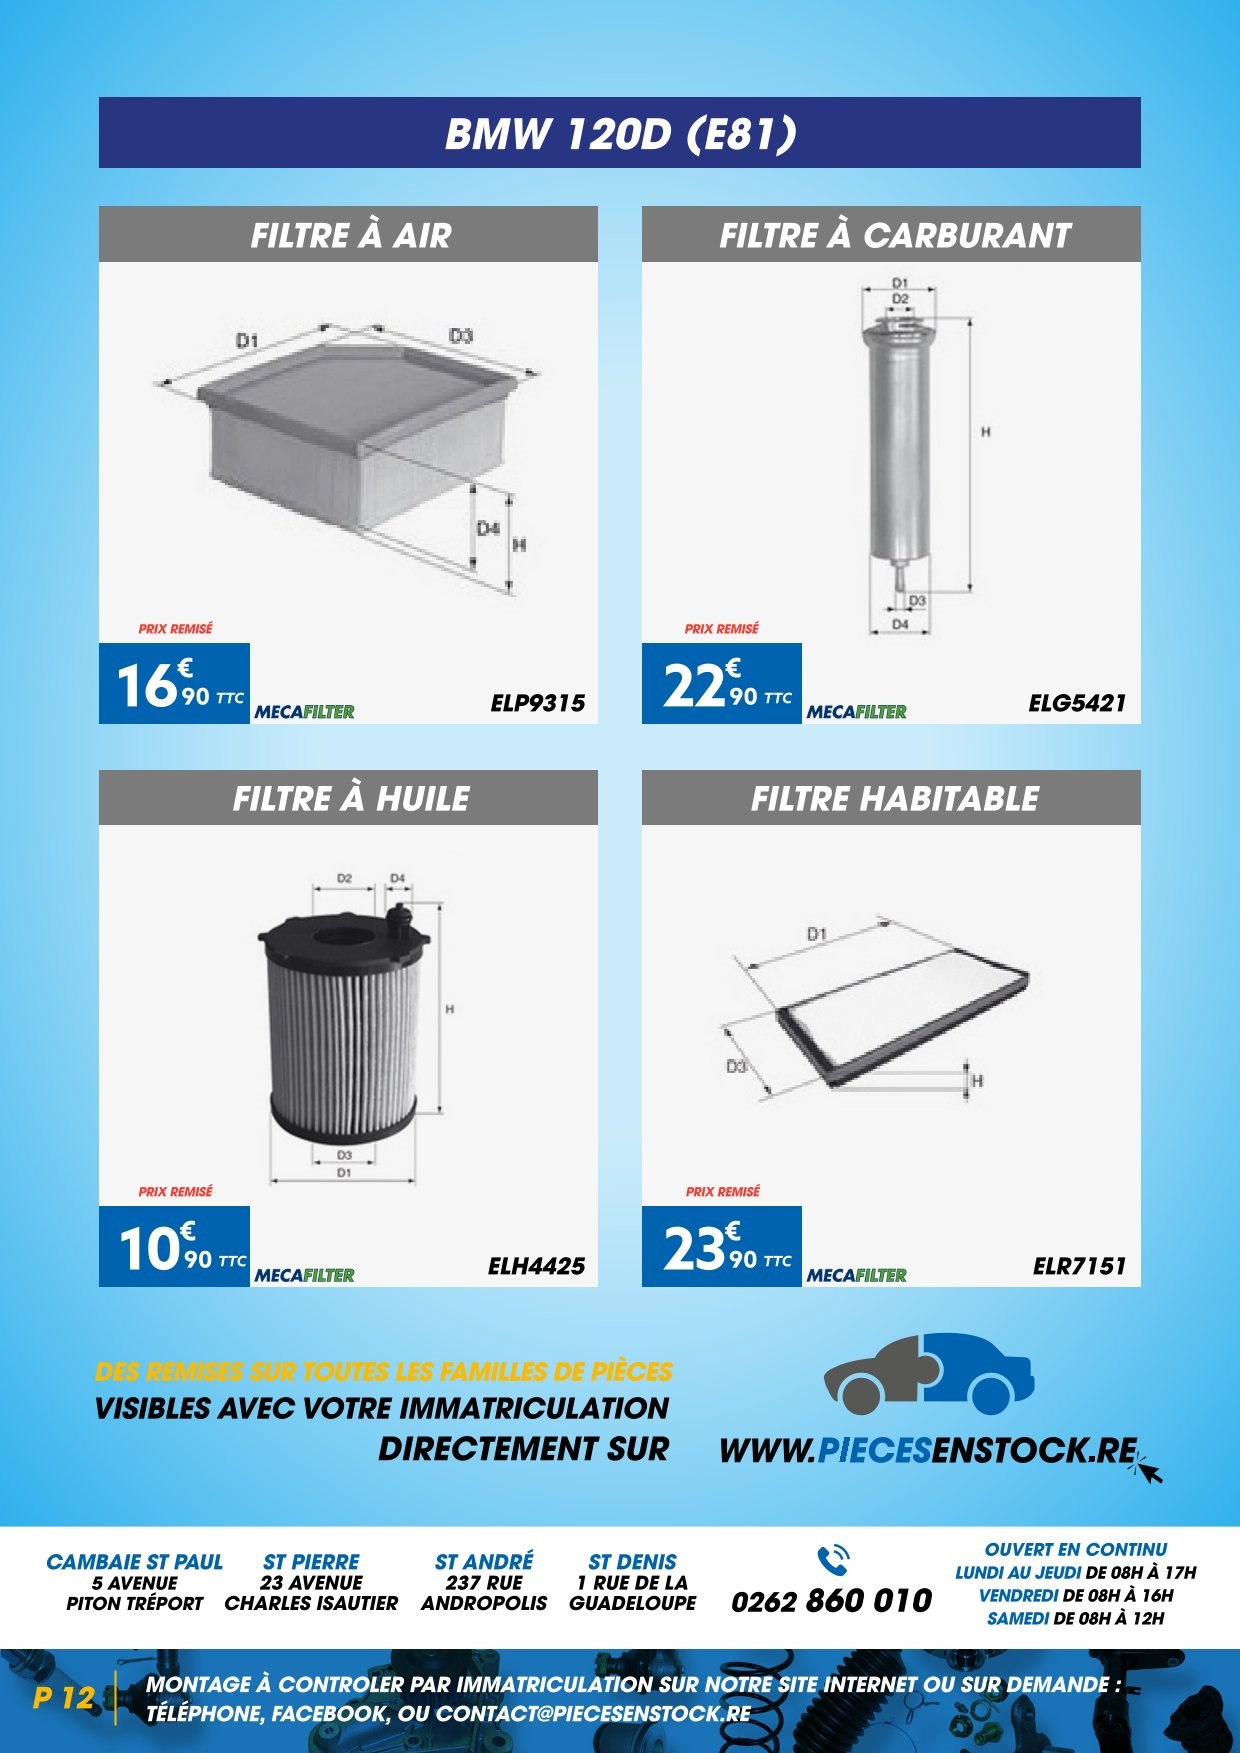 BMW 120D (E81)
FILTRE À AIR
D1
D3
D4
H
PRIX REMISÉ
16€90 TTC
MECAFILTER
ELP9315
FILTRE À CARBURANT
D1
D2
H
D3
D4
PRIX REMISÉ
22€90 TTC
MECAFILTER
ELG5421
FILTRE À HUILE
D2
D4
H
D3
D1
PRIX REMISÉ
10€90 TTC
MECAFILTER
ELH4425
FILTRE HABITABLE
D1
D3
H
PRIX REMISÉ
23€90 TTC
MECAFILTER
ELR7151
DES REMISES SUR TOUTES LES FAMILLES DE PIÈCES
VISIBLES AVEC VOTRE IMMATRICULATION
DIRECTEMENT SUR
WWW.PIECESENSTOCK.RE
CAMBAIE ST PAUL
5 AVENUE
PITON TRÉPORT
ST PIERRE
23 AVENUE
CHARLES ISAUTIER
ST ANDRÉ
237 RUE
ANDROPOLIS
ST DENIS
1 RUE DE LA
GUADELOUPE
0262 860 010
OUVERT EN CONTINU
LUNDI AU JEUDI DE 08H À 17H
VENDREDI DE 08H À 16H
SAMEDI DE 08H À 12H
P 12
MONTAGE À CONTROLER PAR IMMATRICULATION SUR NOTRE SITE INTERNET OU SUR DEMANDE :
TÉLÉPHONE, FACEBOOK, OU CONTACT@PIECESENSTOCK.RE